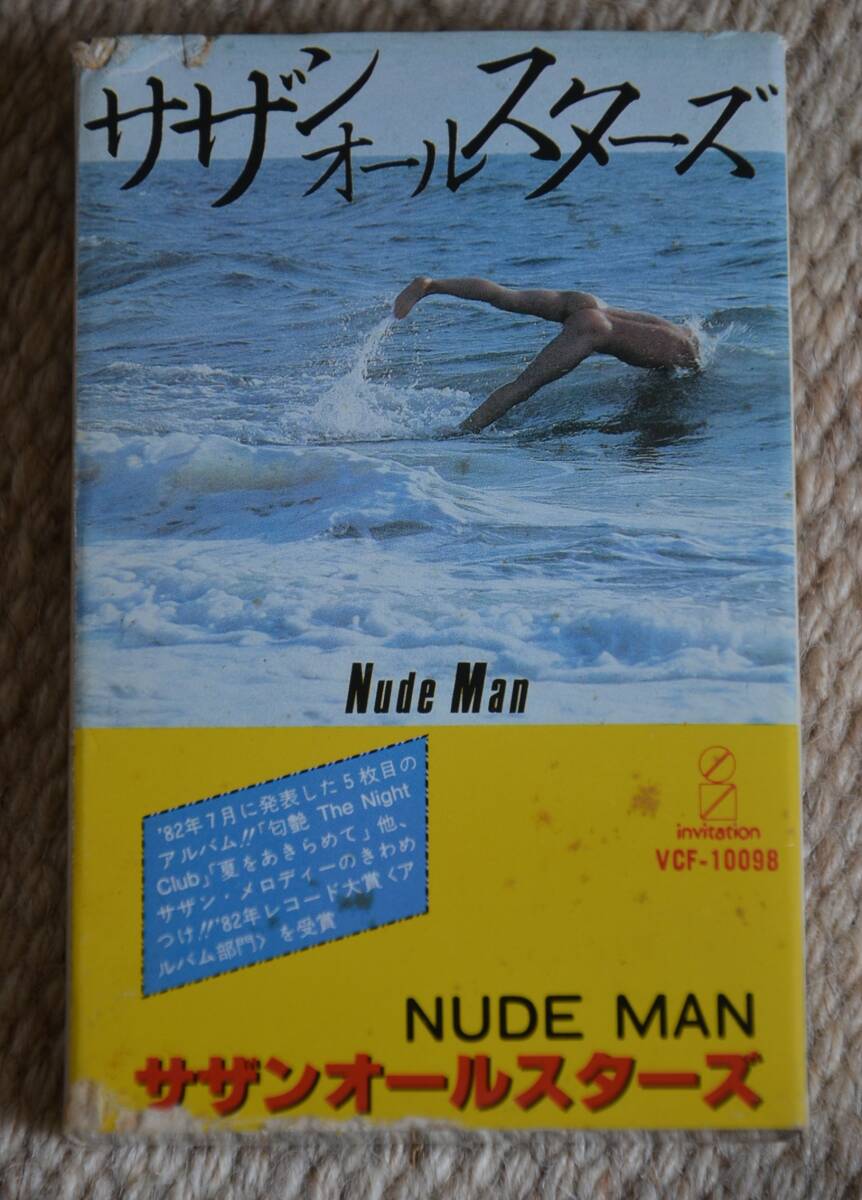 サザンオールスターズ
Nude Man
'82年7月に発表した5枚目の
アルバム!!「匂艶 The Night
Club」「夏をあきらめて」他、
サザン・メロディーのきわめ
つけ!!'82年レコード大賞〈ア
ルバム部門〉を受賞
invitation
VCF-10098
NUDE MAN
サザンオールスターズ